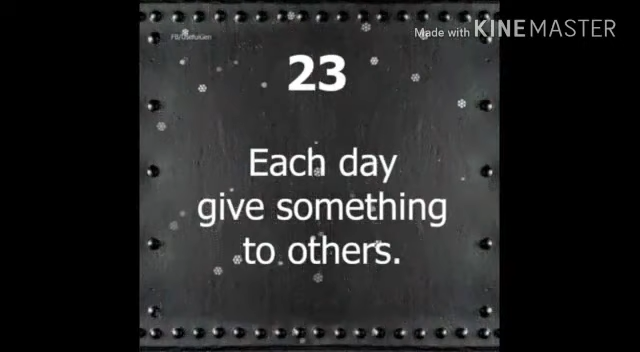 Made with KINEMASTER
23
Each day
give something
to others.